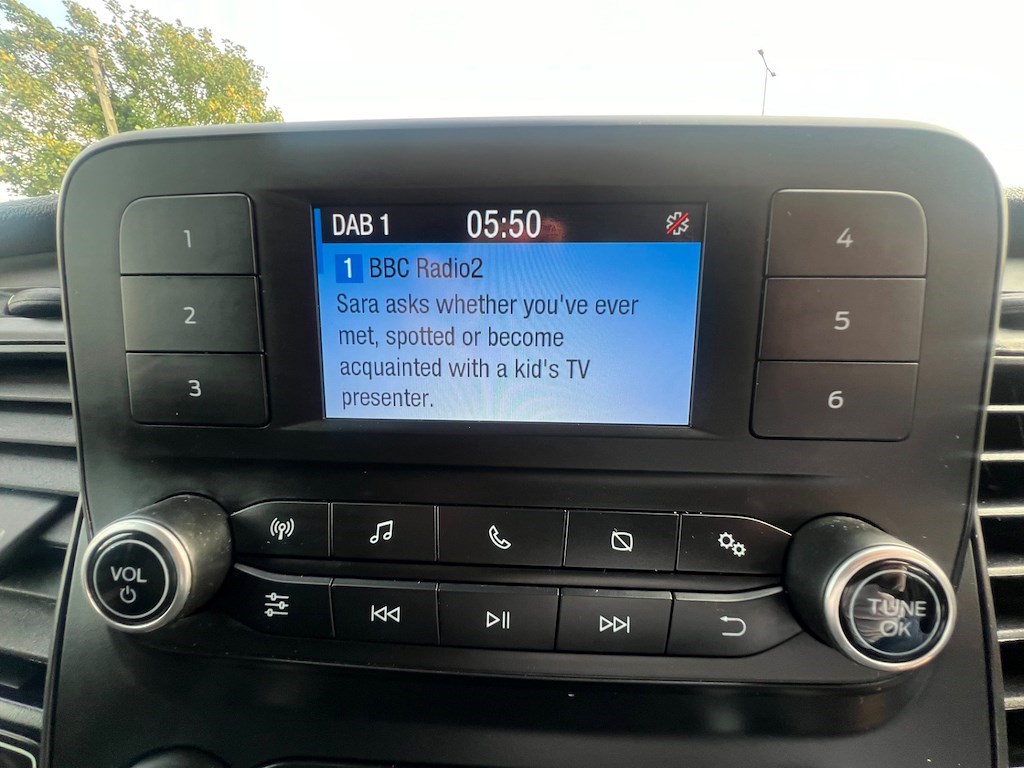 DAB 1 05:50
1 BBC Radio2
Sara asks whether you've ever
met, spotted or become
acquainted with a kid's TV
presenter.
1
2
3
4
5
6
VOL
TUNE
OK